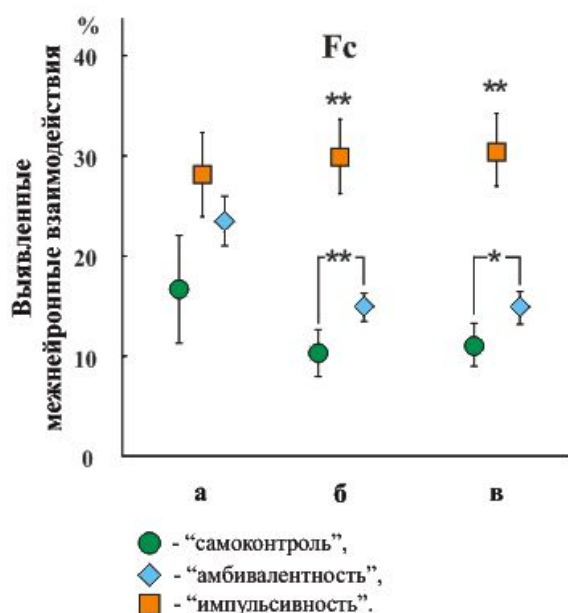 %
Fc
Выявленные
межнейронные взаимодействия
40
30
20
10
0
**
**
**
*
а
б
в
- “самоконтроль”,
- “амбивалентность”,
- “импульсивность”.